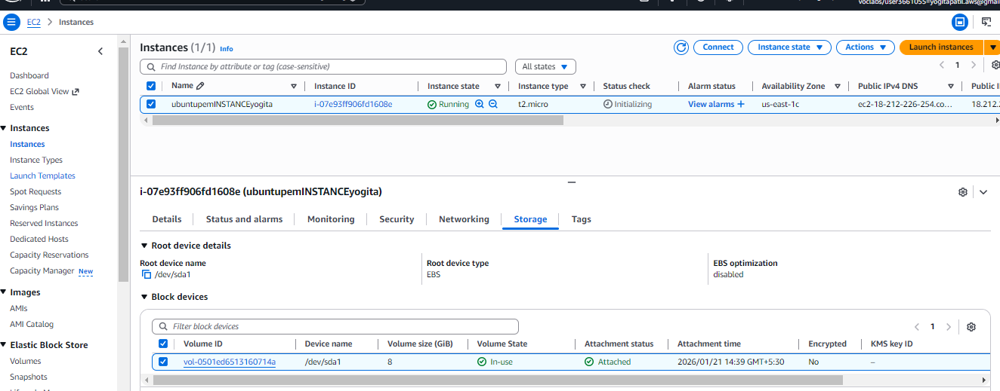 voclabs/user3661055=yogitapatil.aws@gmai
EC2 > Instances
EC2
Dashboard
EC2 Global View
Events
Instances
Instances
Instance Types
Launch Templates
Spot Requests
Savings Plans
Reserved Instances
Dedicated Hosts
Capacity Reservations
Capacity Manager New
Images
AMIs
AMI Catalog
Elastic Block Store
Volumes
Snapshots
Instances (1/1) Info
Connect
Instance state
Actions
Launch instances
Find Instance by attribute or tag (case-sensitive)
All states
1
Name Instance ID Instance state Instance type Status check Alarm status Availability Zone Public IPv4 DNS Public I
ubuntupemINSTANCEyogita i-07e93ff906fd1608e Running t2.micro Initializing View alarms + us-east-1c ec2-18-212-226-254.co... 18.212.
i-07e93ff906fd1608e (ubuntupemINSTANCEyogita)
Details Status and alarms Monitoring Security Networking Storage Tags
Root device details
Root device name Root device type EBS optimization
/dev/sda1 EBS disabled
Block devices
Filter block devices
1
Volume ID Device name Volume size (GiB) Volume State Attachment status Attachment time Encrypted KMS key ID
vol-0501ed6513160714a /dev/sda1 8 In-use Attached 2026/01/21 14:39 GMT+5:30 No –